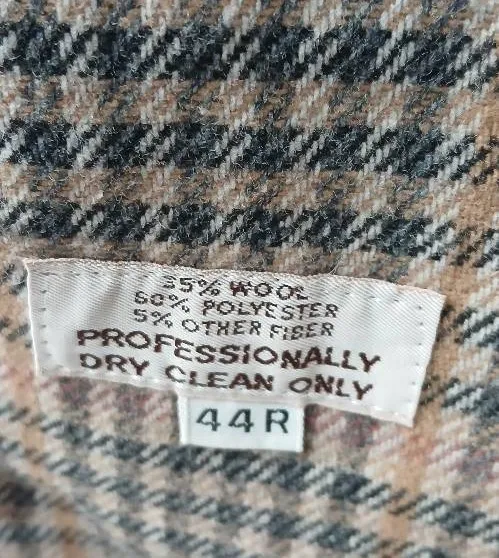 35% WOOL
60% POLYESTER
5% OTHER FIBER
PROFESSIONALLY
DRY CLEAN ONLY
44R